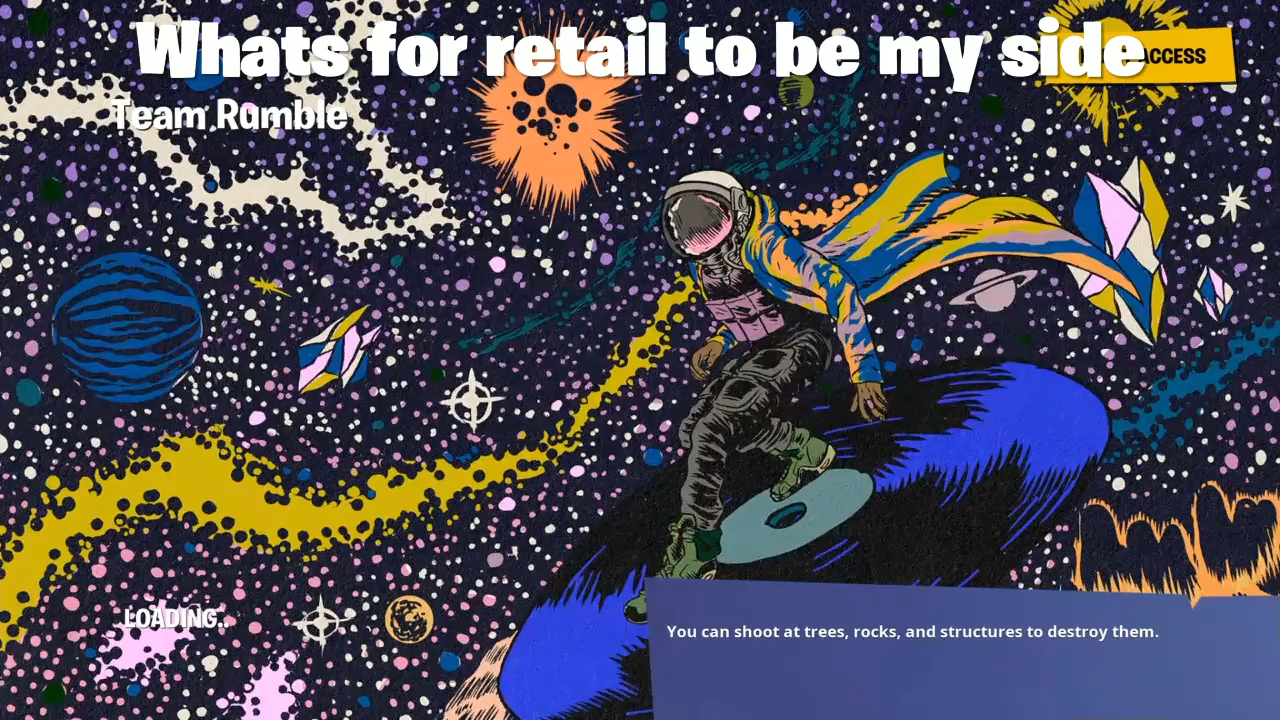 Whats for retail to be my side
ACCESS
Team Rumble
LOADING..
You can shoot at trees, rocks, and structures to destroy them.